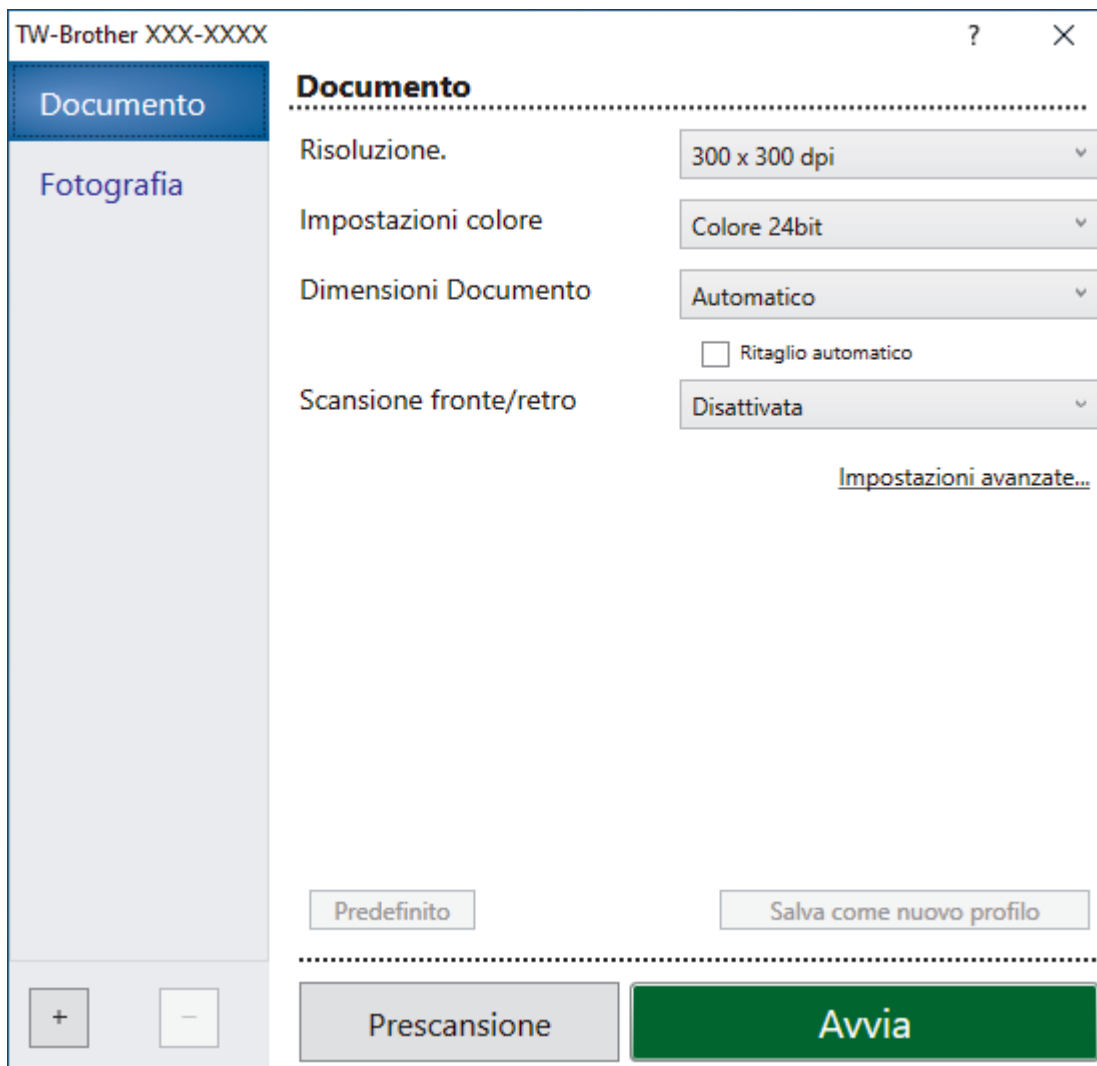 TW-Brother XXX-XXXX ? ×
Documento
Fotografia
Documento
Risoluzione. 300 x 300 dpi
Impostazioni colore Colore 24bit
Dimensioni Documento Automatico
Ritaglio automatico
Scansione fronte/retro Disattivata
Impostazioni avanzate...
Predefinito Salva come nuovo profilo
+ −
Prescansione Avvia